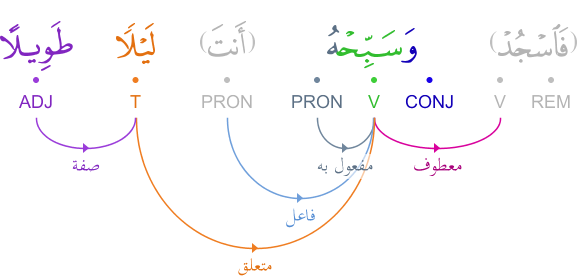 (فَٱسْجُدْ) وَسَبِّحْهُ (أَنتَ) لَيْلًا طَوِيلًا
REM V CONJ V PRON PRON T ADJ
معطوف مفعول به صفة
فاعل
متعلق